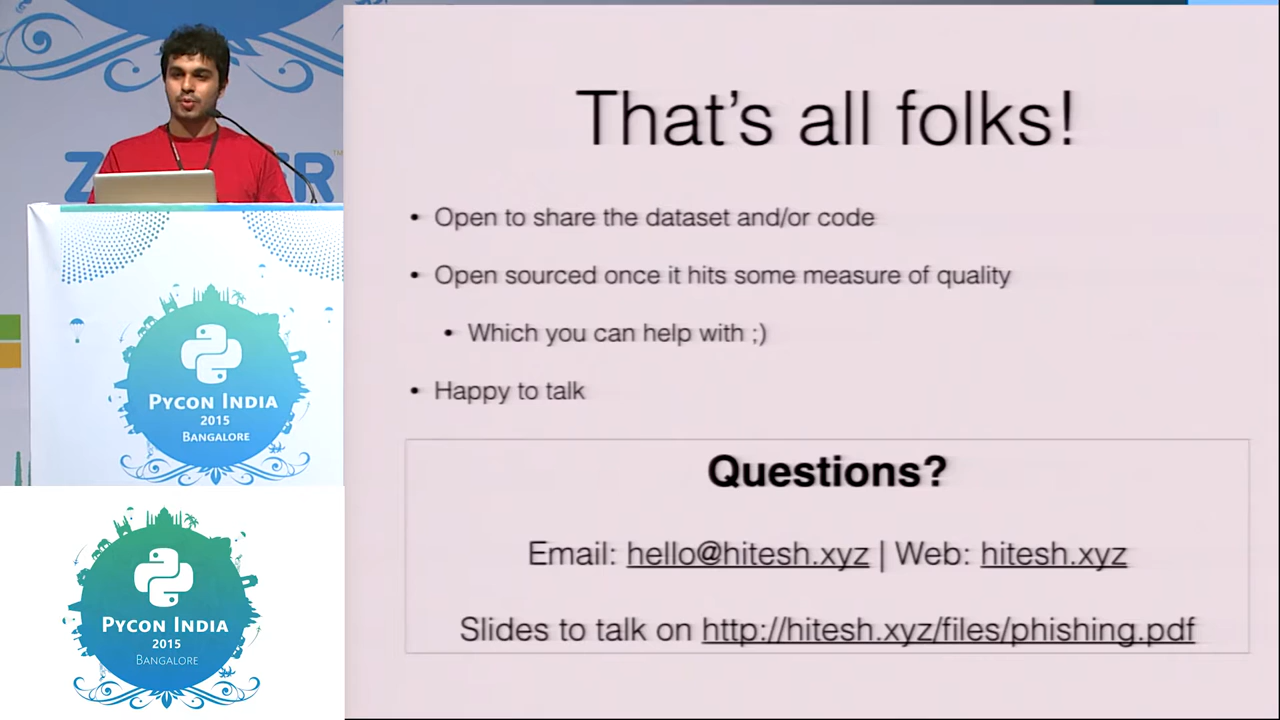 That's all folks!
• Open to share the dataset and/or code
• Open sourced once it hits some measure of quality
• Which you can help with ;)
• Happy to talk
Questions?
Email: hello@hitesh.xyz | Web: hitesh.xyz
Slides to talk on http://hitesh.xyz/files/phishing.pdf
PYCON INDIA
2015
BANGALORE
PYCON INDIA
2015
BANGALORE